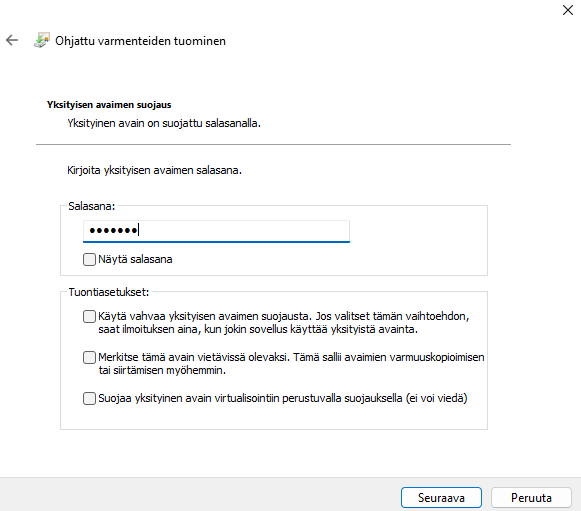 Ohjattu varmenteiden tuominen
Yksityisen avaimen suojaus
Yksityinen avain on suojattu salasanalla.
Kirjoita yksityisen avaimen salasana.
Salasana:
●●●●●●●
Näytä salasana
Tuontiasetukset:
Käytä vahvaa yksityisen avaimen suojausta. Jos valitset tämän vaihtoehdon,
saat ilmoituksen aina, kun jokin sovellus käyttää yksityistä avainta.
Merkitse tämä avain vietävissä olevaksi. Tämä sallii avaimien varmuuskopioimisen
tai siirtämisen myöhemmin.
Suojaa yksityinen avain virtualisointiin perustuvalla suojauksella (ei voi viedä)
Seuraava
Peruuta